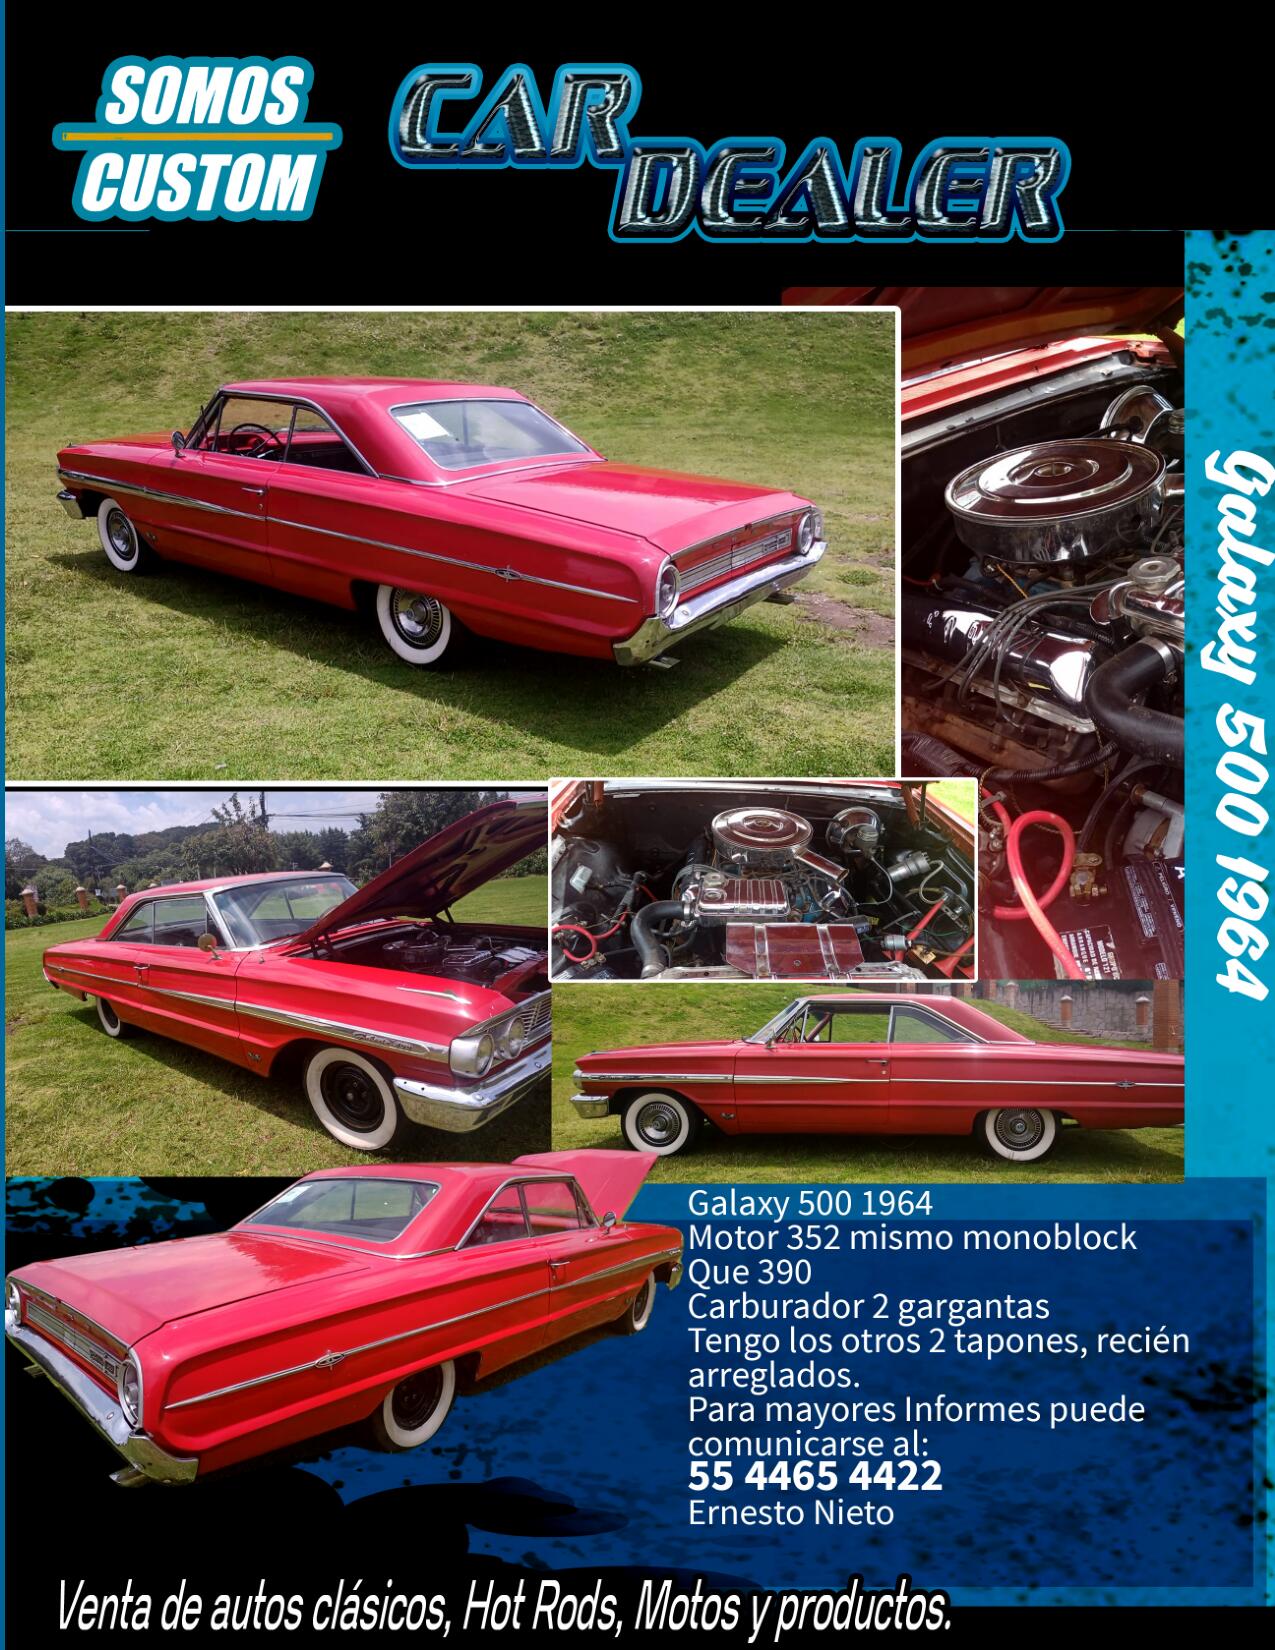 SOMOS
CUSTOM
CAR
DEALER
Galaxy 500 1964
Galaxy 500 1964
Motor 352 mismo monoblock
Que 390
Carburador 2 gargantas
Tengo los otros 2 tapones, recién
arreglados.
Para mayores Informes puede
comunicarse al:
55 4465 4422
Ernesto Nieto
Venta de autos clásicos, Hot Rods, Motos y productos.